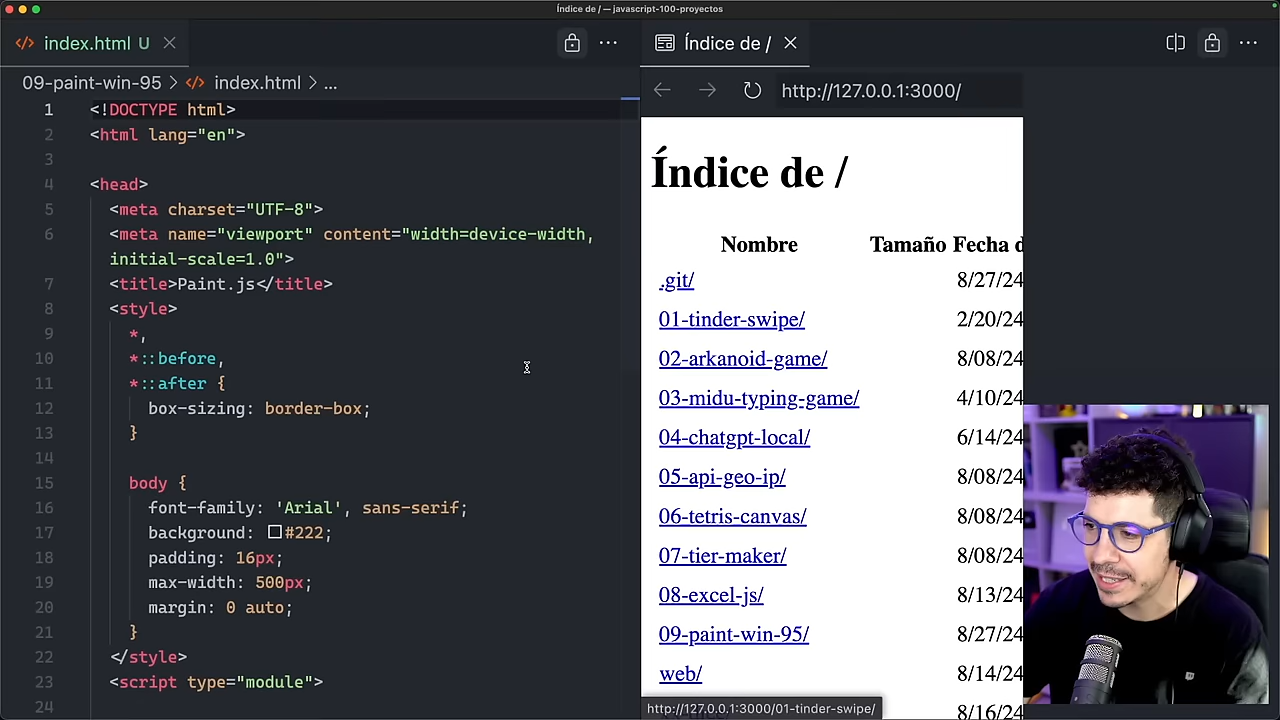 Índice de / — javascript-100-proyectos
index.html U
09-paint-win-95 > index.html > ...
1 <!DOCTYPE html>
2 <html lang="en">
3
4 <head>
5 <meta charset="UTF-8">
6 <meta name="viewport" content="width=device-width,
initial-scale=1.0">
7 <title>Paint.js</title>
8 <style>
9 *,
10 *::before,
11 *::after {
12 box-sizing: border-box;
13 }
14
15 body {
16 font-family: 'Arial', sans-serif;
17 background: #222;
18 padding: 16px;
19 max-width: 500px;
20 margin: 0 auto;
21 }
22 </style>
23 <script type="module">
24
Índice de /
http://127.0.0.1:3000/
Índice de /
Nombre Tamaño Fecha d
.git/ 8/27/24
01-tinder-swipe/ 2/20/24
02-arkanoid-game/ 8/08/24
03-midu-typing-game/ 4/10/24
04-chatgpt-local/ 6/14/24
05-api-geo-ip/ 8/08/24
06-tetris-canvas/ 8/08/24
07-tier-maker/ 8/08/24
08-excel-js/ 8/13/24
09-paint-win-95/ 8/27/24
web/ 8/14/24
8/16/24
http://127.0.0.1:3000/01-tinder-swipe/